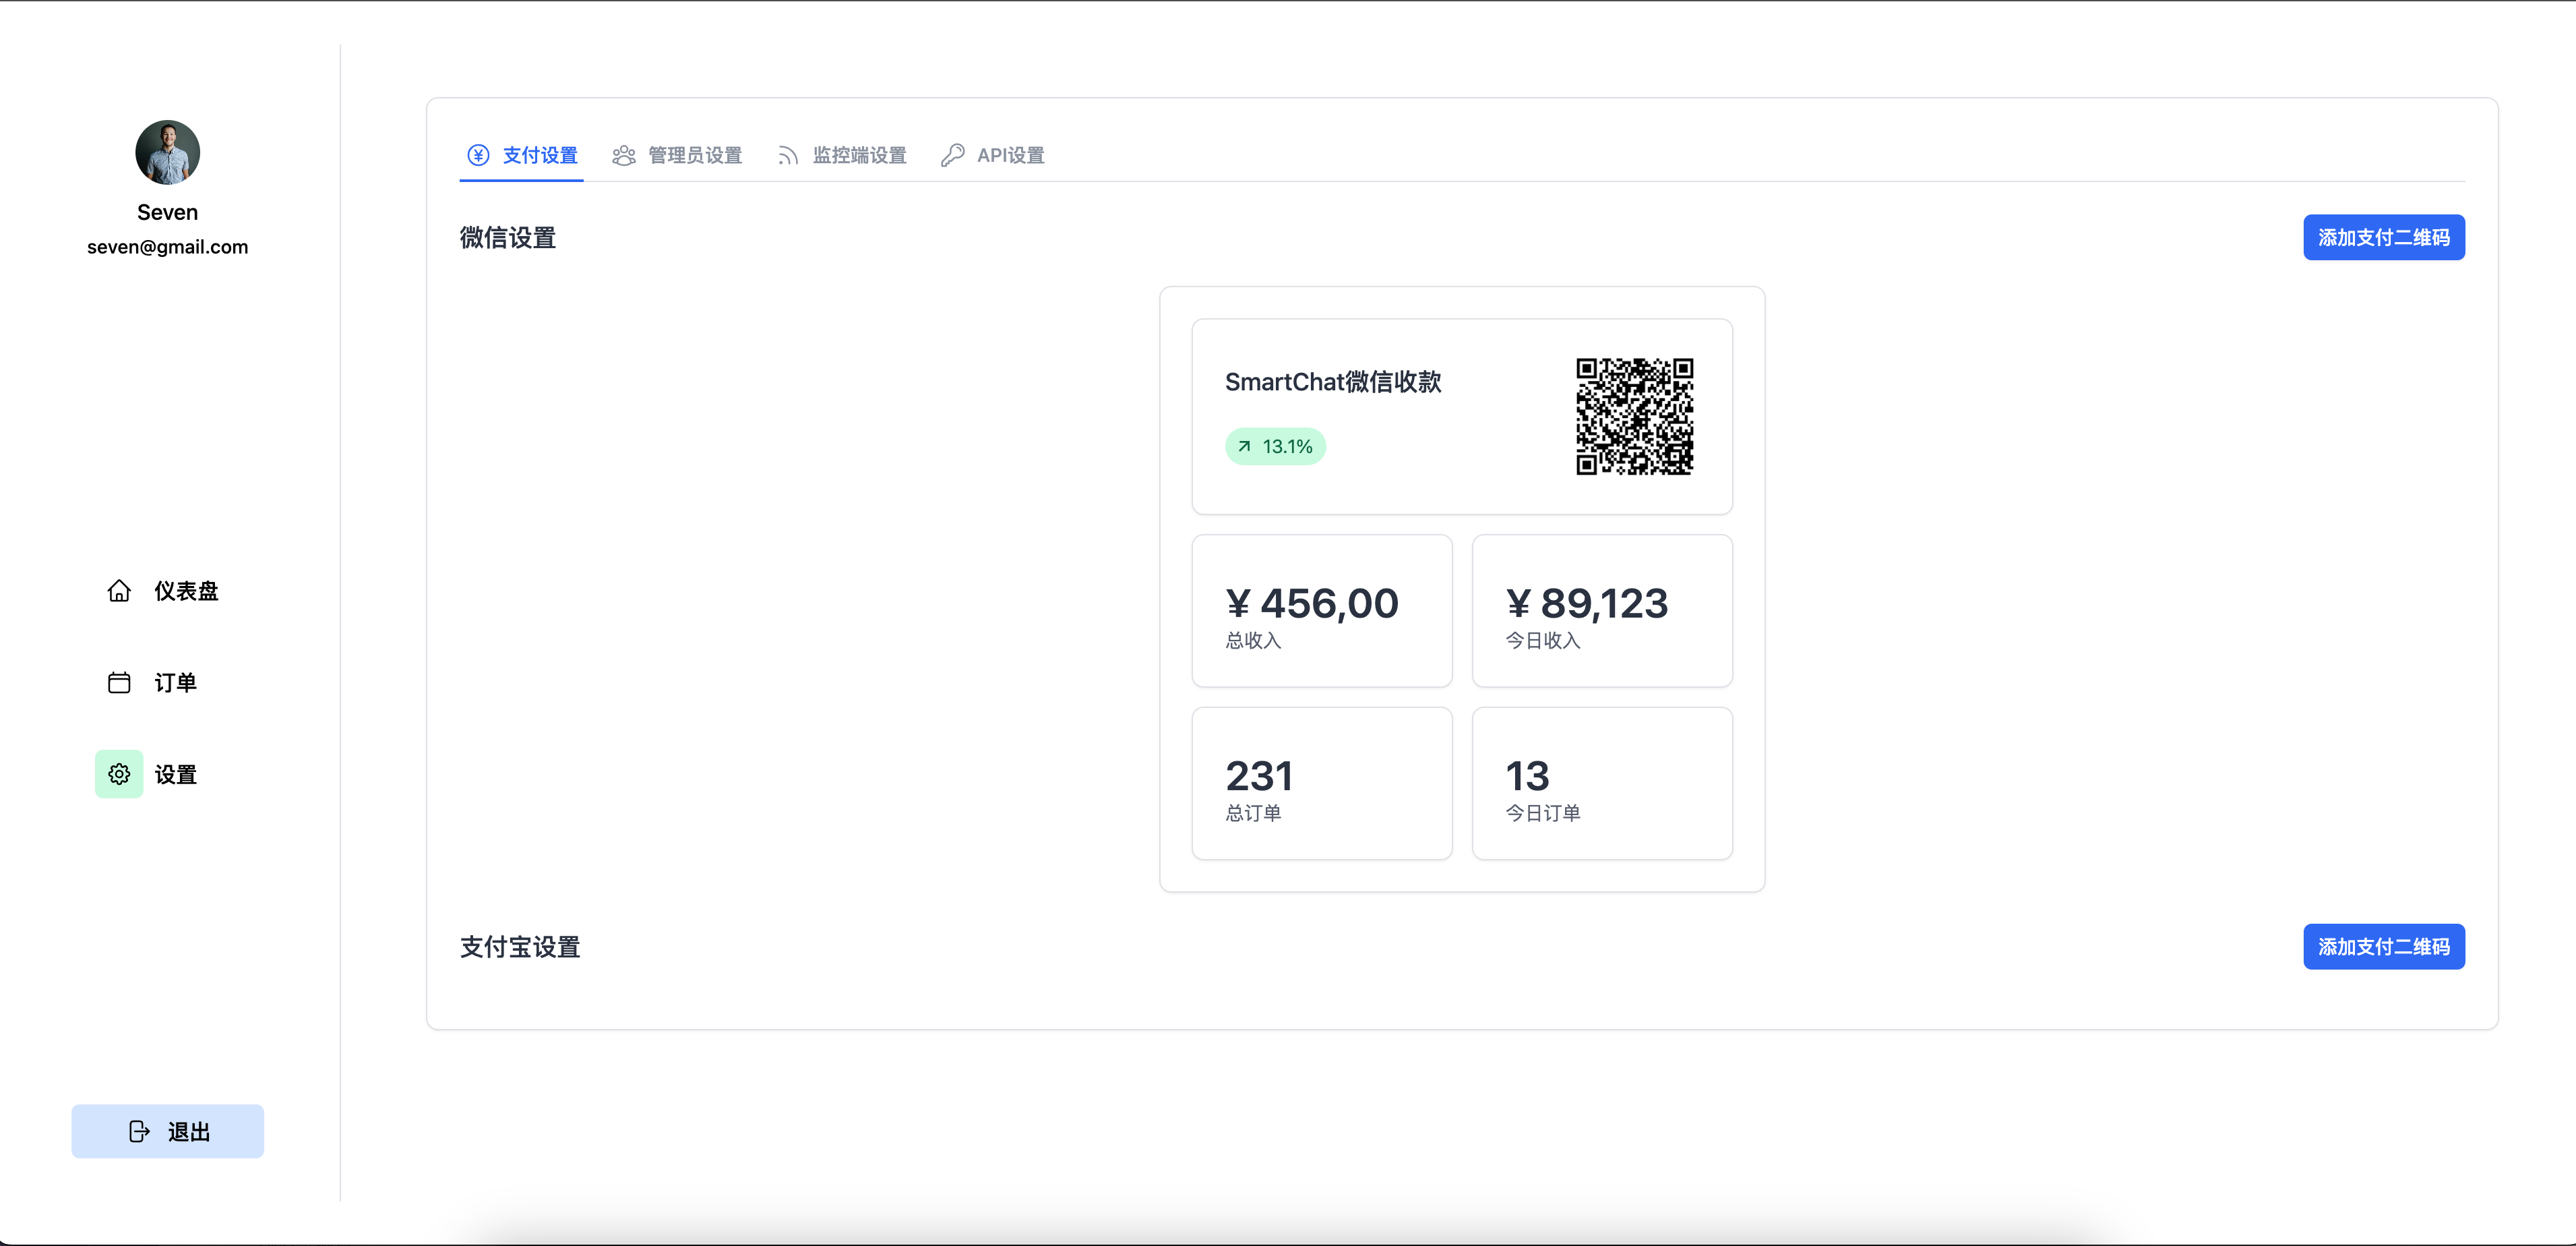 Seven
seven@gmail.com
仪表盘
订单
设置
退出
支付设置 管理员设置 监控端设置 API设置
微信设置
添加支付二维码
SmartChat微信收款
13.1%
¥ 456,00
总收入
¥ 89,123
今日收入
231
总订单
13
今日订单
支付宝设置
添加支付二维码